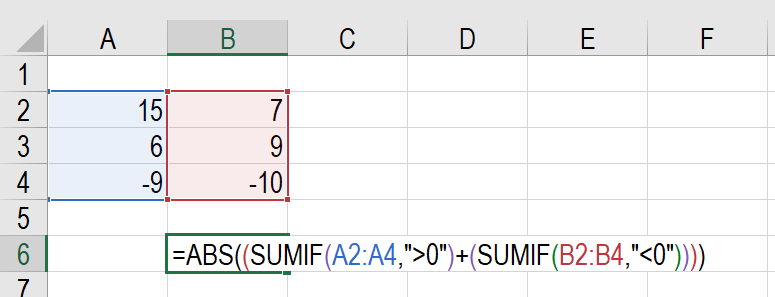 A B C D E F
1
2 15 7
3 6 9
4 -9 -10
5
6 =ABS((SUMIF(A2:A4,">0")+(SUMIF(B2:B4,"<0"))))
7